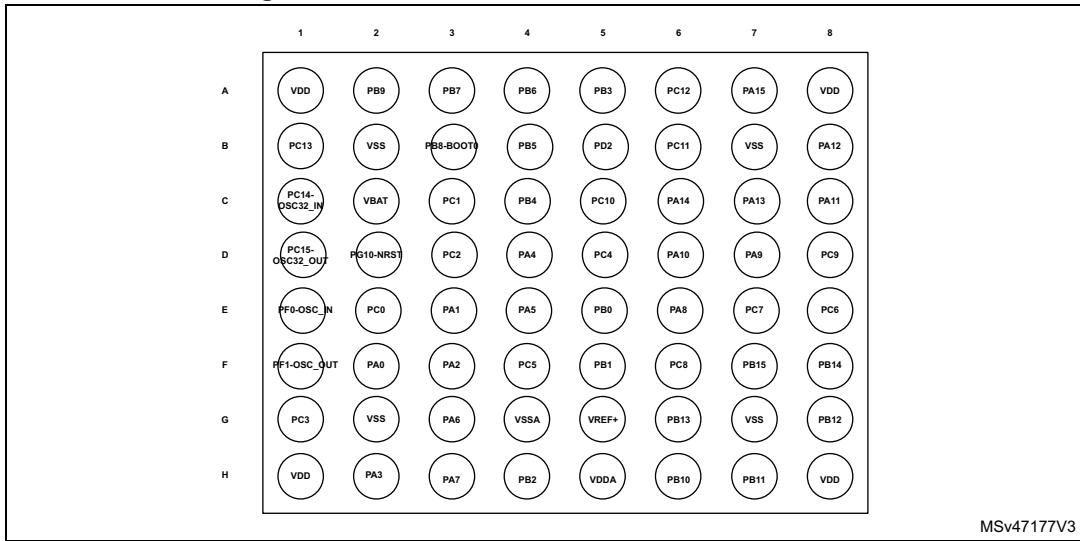 1 2 3 4 5 6 7 8
A VDD PB9 PB7 PB6 PB3 PC12 PA15 VDD
B PC13 VSS PB8-BOOT0 PB5 PD2 PC11 VSS PA12
C PC14-OSC32_IN VBAT PC1 PB4 PC10 PA14 PA13 PA11
D PC15-OSC32_OUT PG10-NRST PC2 PA4 PC4 PA10 PA9 PC9
E PF0-OSC_IN PC0 PA1 PA5 PB0 PA8 PC7 PC6
F PF1-OSC_OUT PA0 PA2 PC5 PB1 PC8 PB15 PB14
G PC3 VSS PA6 VSSA VREF+ PB13 VSS PB12
H VDD PA3 PA7 PB2 VDDA PB10 PB11 VDD
MSv47177V3